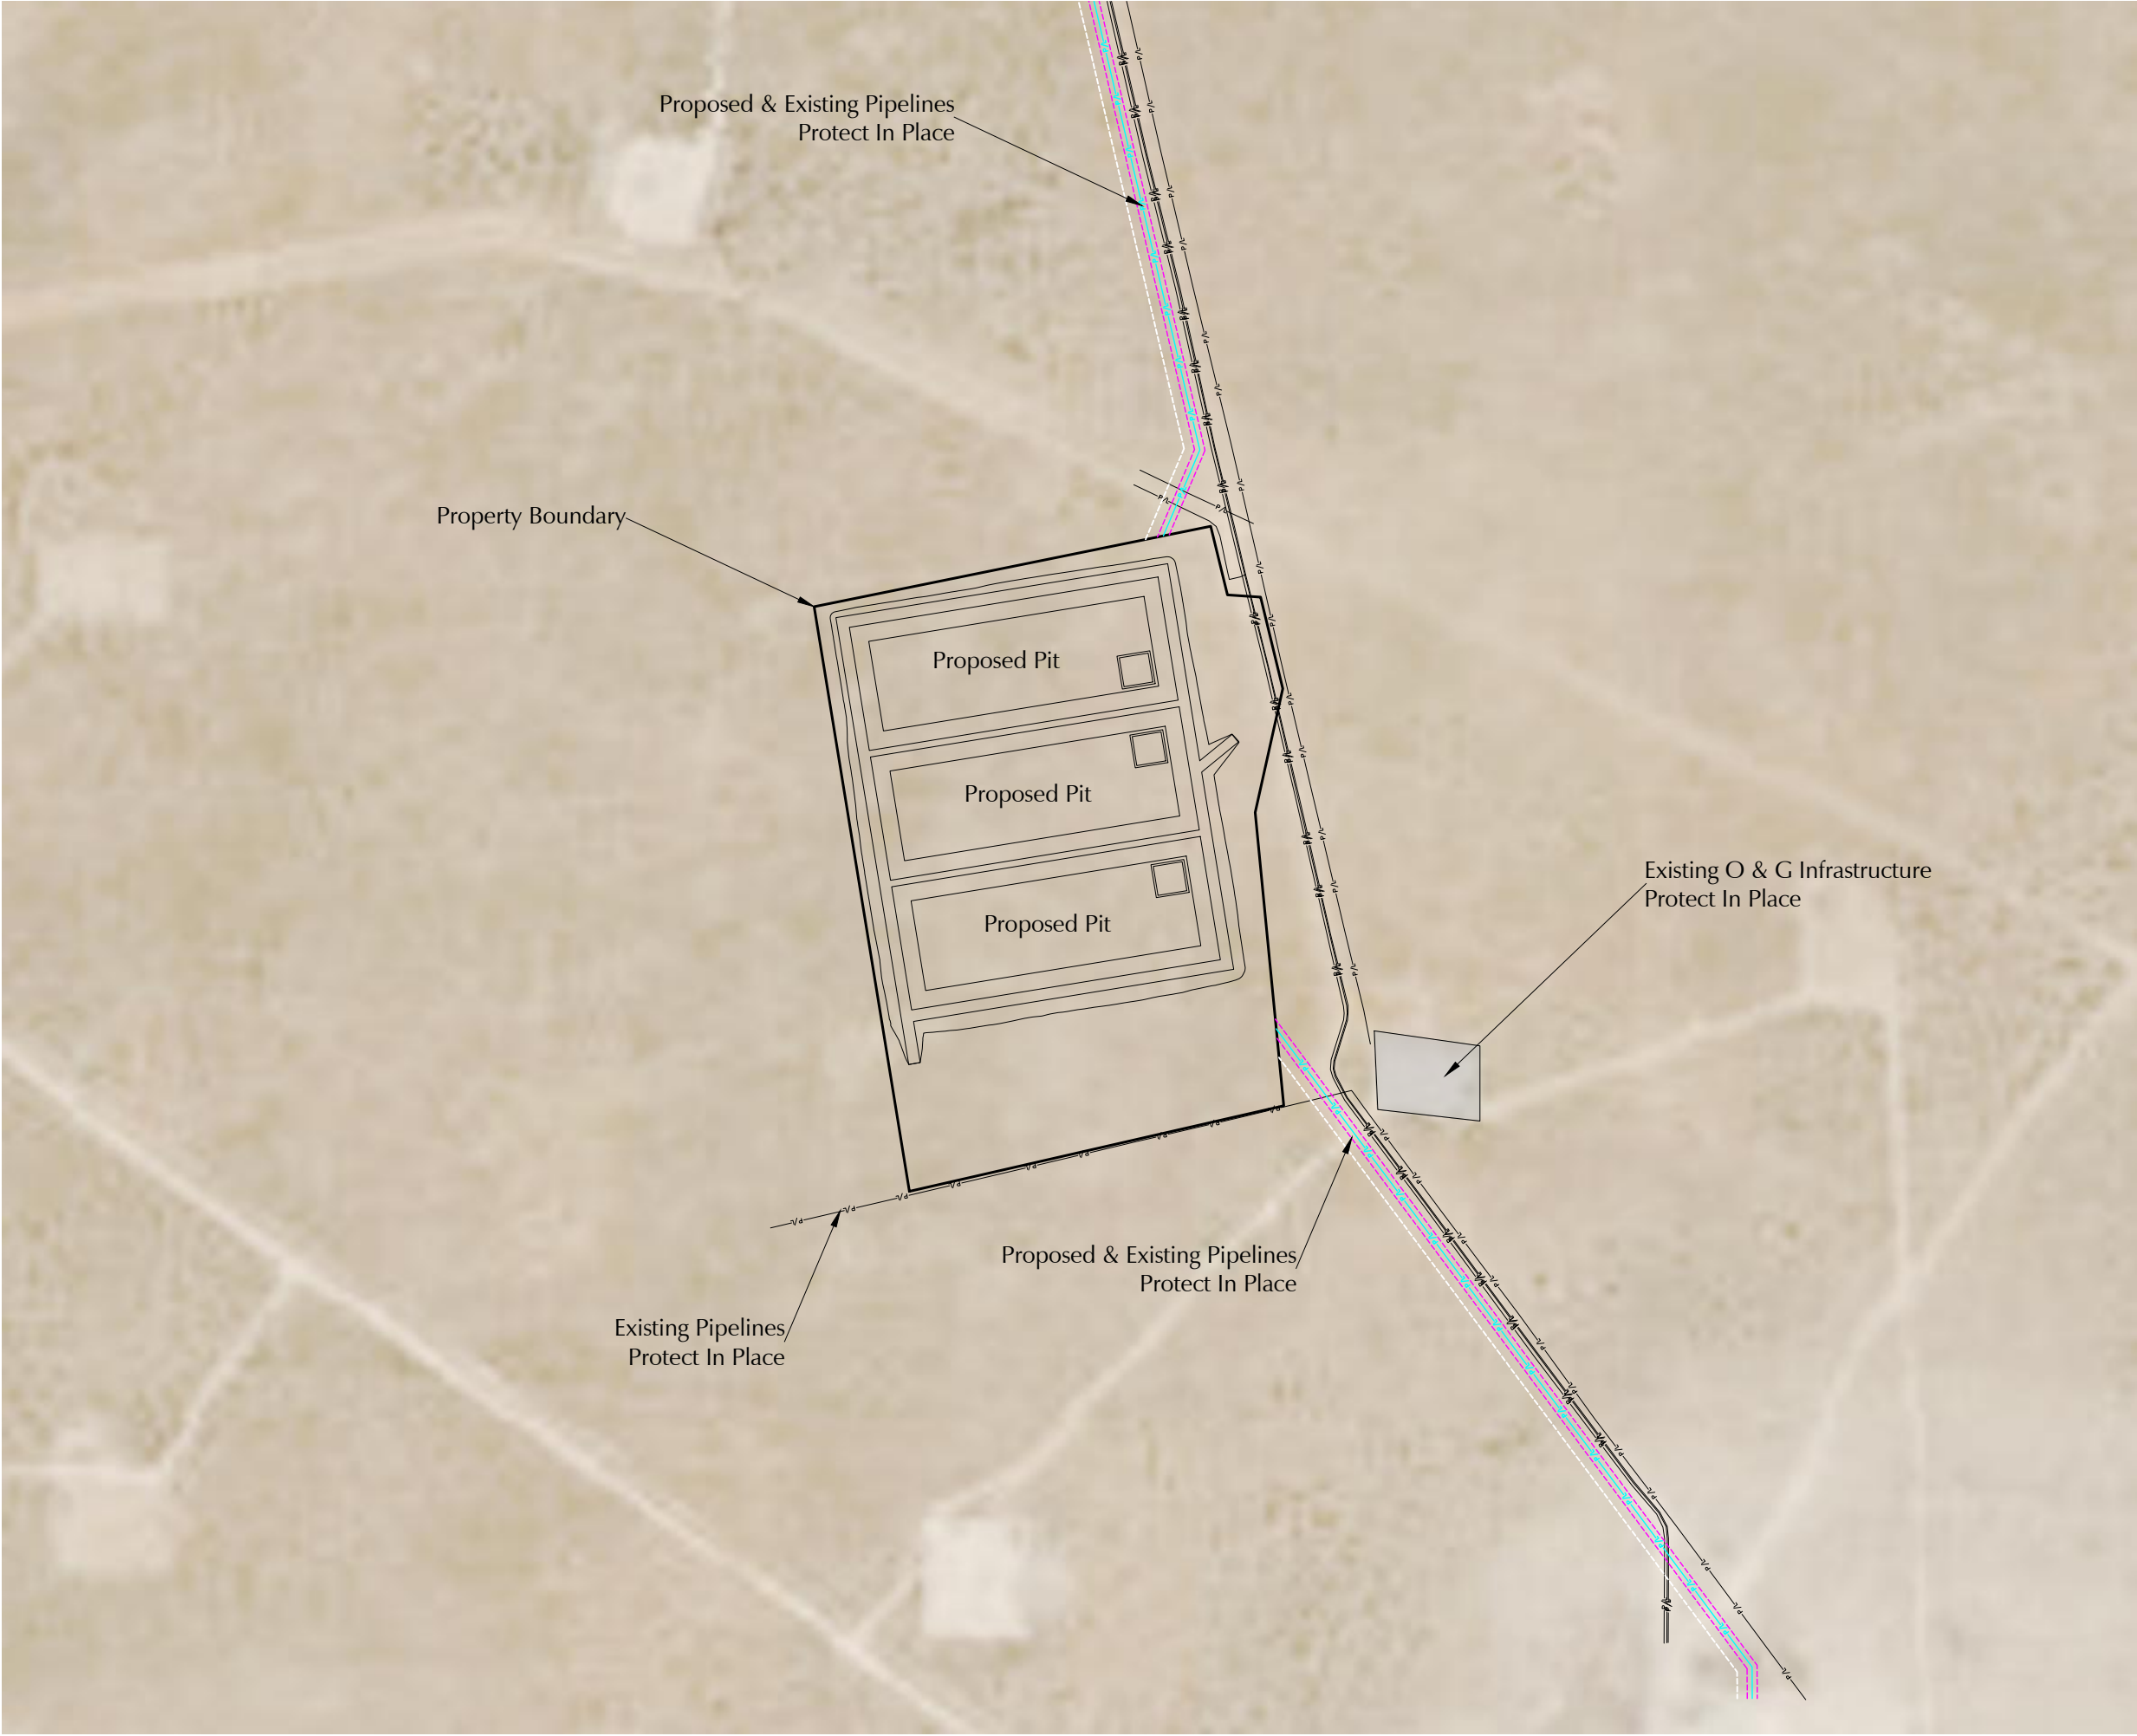 Proposed & Existing Pipelines
Protect In Place
Property Boundary
Proposed Pit
Proposed Pit
Existing O & G Infrastructure
Protect In Place
Proposed Pit
Proposed & Existing Pipelines
Protect In Place
Existing Pipelines
Protect In Place